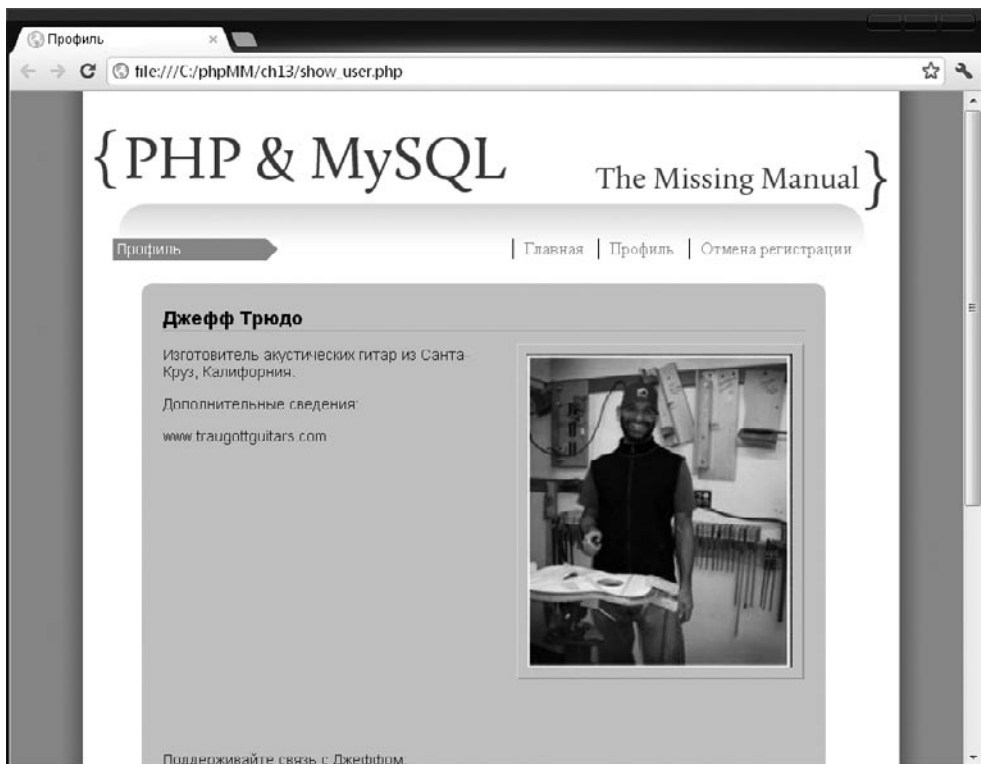 Профиль
file:///C:/phpMM/ch13/show_user.php
{PHP & MySQL
The Missing Manual}
Профиль
Главная
Профиль
Отмена регистрации
Джефф Трюдо
Изготовитель акустических гитар из Санта-
Круз, Калифорния.
Дополнительные сведения:
www.traugottguitars.com
Поддерживайте связь с Джеффом